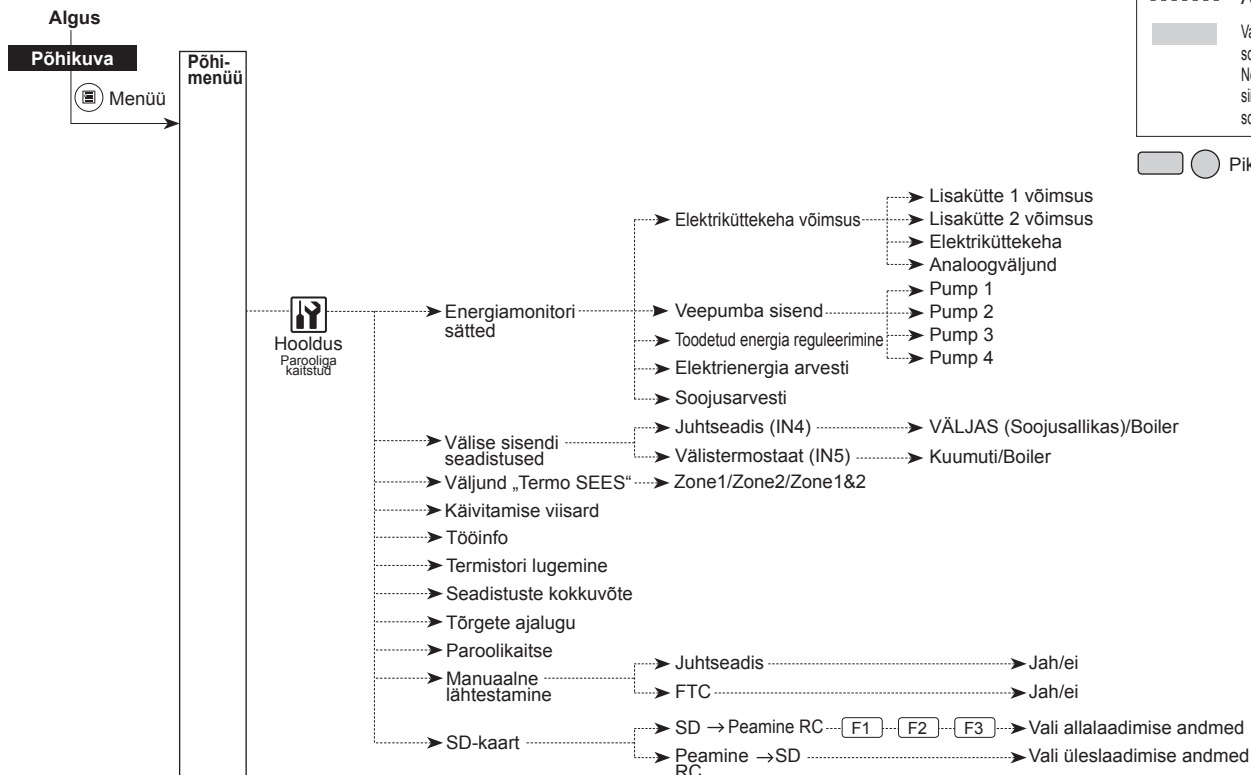 Algus
Põhikuva
Menüü
Põhi-
menüü
Hooldus
Parooliga
kaitstud
Energiamonitori
sätted
Elektriküttekeha võimsus
Lisakütte 1 võimsus
Lisakütte 2 võimsus
Elektriküttekeha
Analoogväljund
Veepumba sisend
Pump 1
Pump 2
Pump 3
Pump 4
Toodetud energia reguleerimine
Elektrienergia arvesti
Soojusarvesti
Välise sisendi
seadistused
Juhtseadis (IN4)
VÄLJAS (Soojusallikas)/Boiler
Välistermostaat (IN5)
Kuumuti/Boiler
Väljund „Termo SEES“
Zone1/Zone2/Zone1&2
Käivitamise viisard
Tööinfo
Termistori lugemine
Seadistuste kokkuvõte
Tõrgete ajalugu
Paroolikaitse
Manuaalne
lähtestamine
Juhtseadis
Jah/ei
FTC
Jah/ei
SD-kaart
SD → Peamine RC F1 F2 F3 Vali allalaadimise andmed
Peamine → SD Vali üleslaadimise andmed
RC
Pik